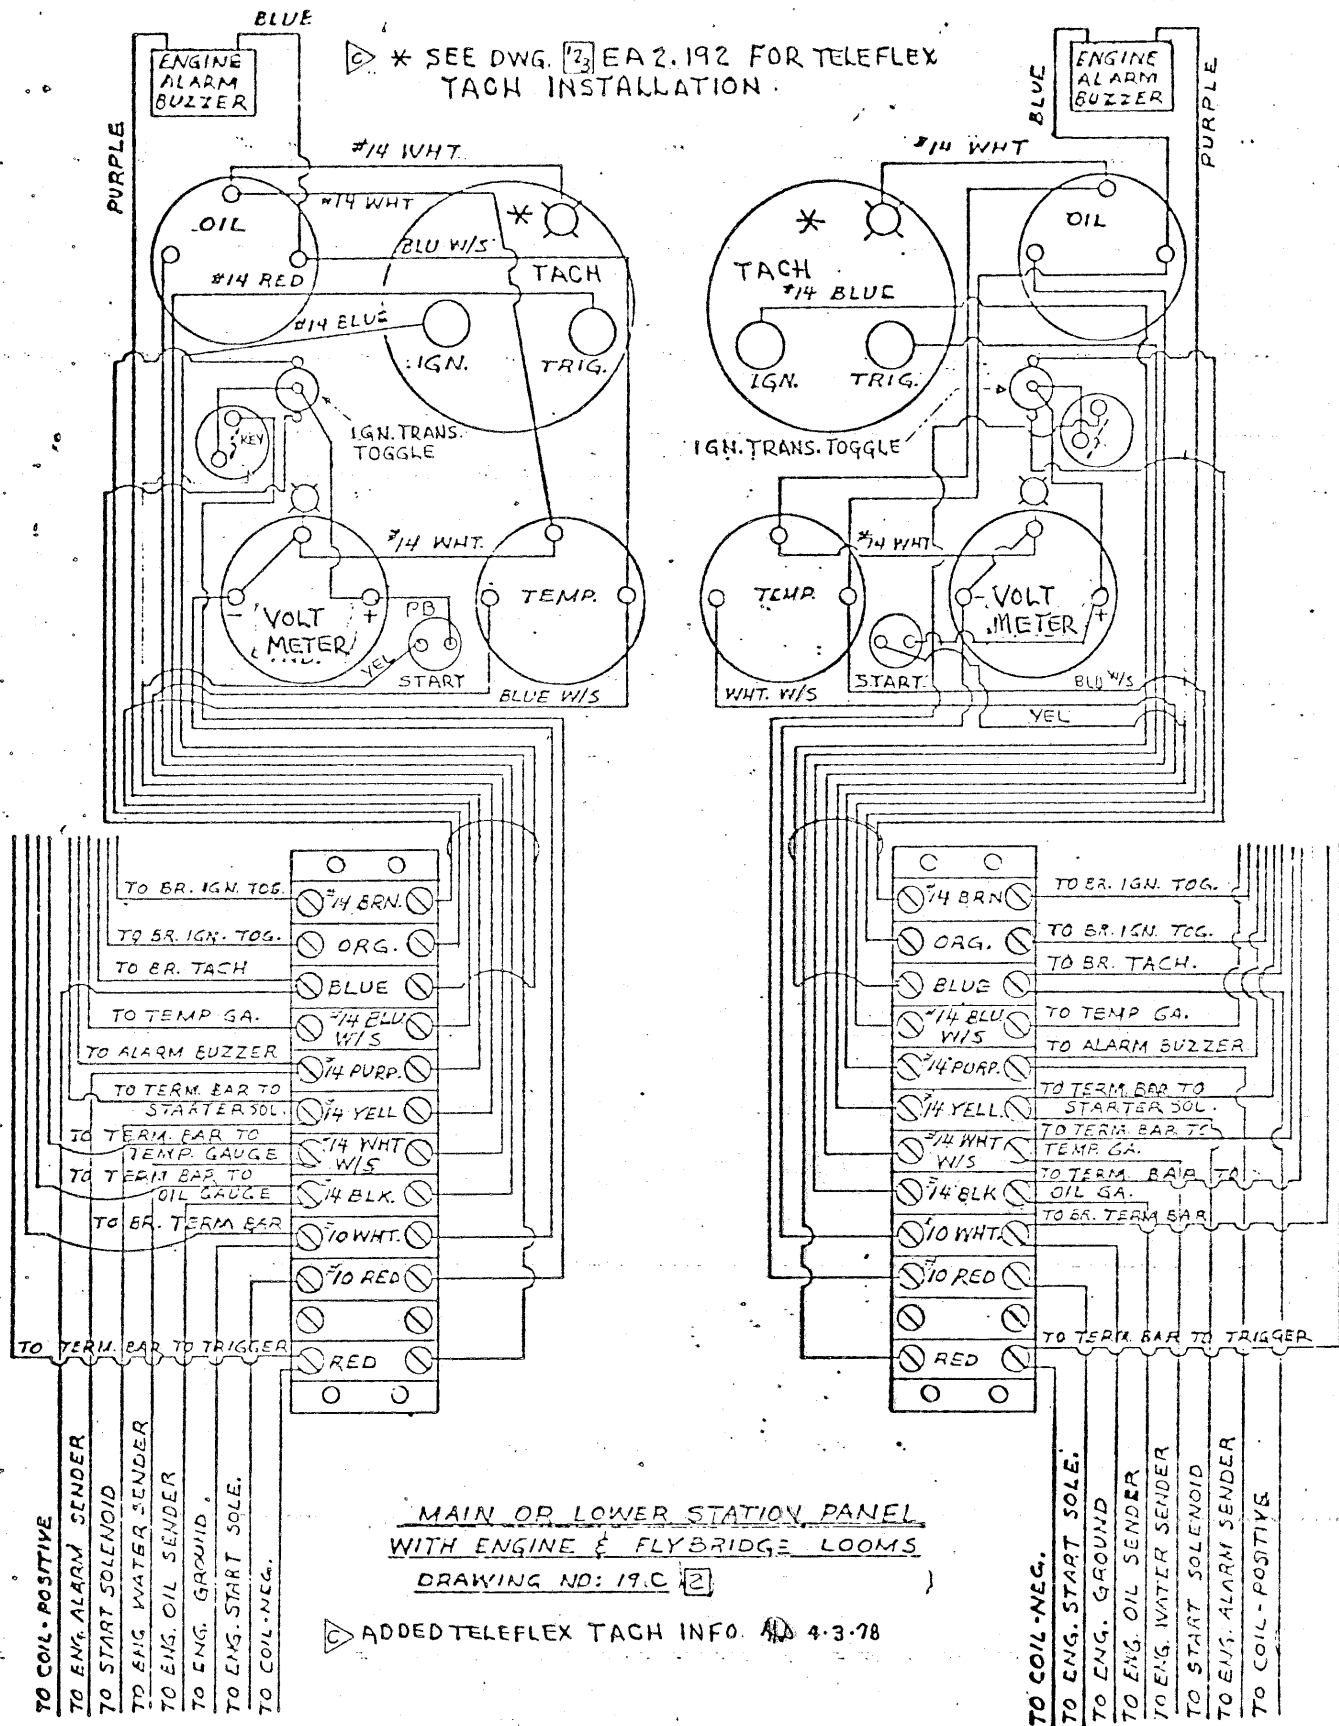 BLUE
ENGINE
ALARM
BUZZER
PURPLE
C * SEE DWG. 123 EA 2.192 FOR TELEFLEX
TACH INSTALLATION.
BLUE
ENGINE
ALARM
BUZZER
PURPLE
#14 WHT
#14 WHT
OIL
BLU W/S
#14 RED
#14 BLUE
*
TACH
IGN.
TRIG.
KEY
IGN. TRANS.
TOGGLE
#14 WHT.
- VOLT +
METER
PB
YEL
START
TEMP.
BLUE W/S
#14 WHT
*
TACH
#14 BLUE
IGN.
TRIG.
OIL
IGN. TRANS. TOGGLE
#14 WHT
TEMP.
- VOLT
METER +
START
WHT. W/S
BLU W/S
YEL
TO BR. IGN. TOG.
TO BR. IGN. TOG.
TO BR. TACH
TO TEMP GA.
TO ALARM BUZZER
TO TERM. BAR TO
STARTER SOL.
TO TERM. BAR TO
TEMP. GAUGE
TO TERM BAR TO
OIL GAUGE
TO BR. TERM BAR
TO TERM. BAR TO TRIGGER
#14 BRN.
ORG.
BLUE
#14 BLU
W/S
#14 PURP.
#14 YELL
#14 WHT
W/S
#14 BLK.
#10 WHT.
#10 RED
RED
#14 BRN
ORG.
BLUE
#14 BLU
W/S
#14 PURP.
#14 YELL.
#14 WHT
W/S
#14 BLK
#10 WHT.
#10 RED
RED
TO BR. IGN. TOG.
TO BR. IGN. TOG.
TO BR. TACH.
TO TEMP GA.
TO ALARM BUZZER
TO TERM. BAR TO
STARTER SOL.
TO TERM. BAR TO
TEMP. GA.
TO TERM. BAR TO
OIL GA.
TO BR. TERM BAR
TO TERM. BAR TO TRIGGER
TO COIL-POSITIVE
TO ENG. ALARM SENDER
TO START SOLENOID
TO ENG WATER SENDER
TO ENG. OIL SENDER
TO ENG. GROUND.
TO ENG. START SOLE.
TO COIL-NEG.
MAIN OR LOWER STATION PANEL
WITH ENGINE & FLYBRIDGE LOOMS
DRAWING NO: 19.C 2
C ADDED TELEFLEX TACH INFO. 4-3-78
TO COIL-NEG.
TO ENG. START SOLE.
TO ENG. GROUND
TO ENG. OIL SENDER
TO ENG. WATER SENDER
TO START SOLENOID
TO ENG. ALARM SENDER
TO COIL-POSITIVE